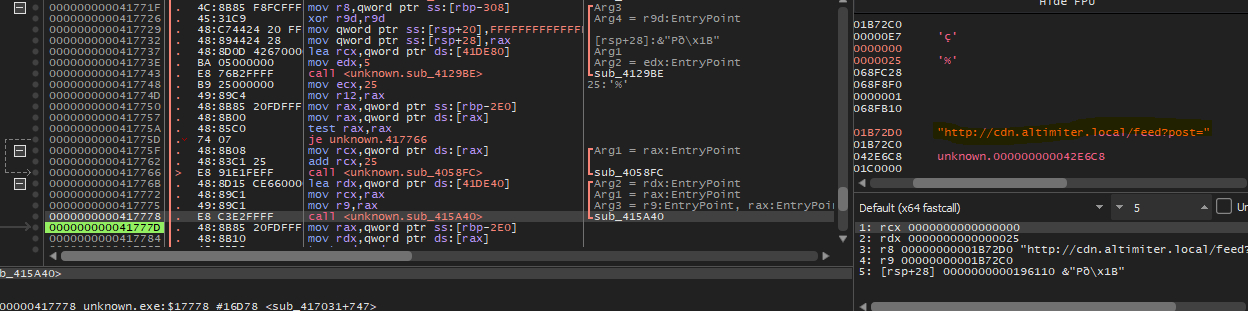 Hide FPU
000000000041771F | . 4C:8B85 F8FCFFF mov r8,qword ptr ss:[rbp-308] Arg3
0000000000417726 . 45:31C9 xor r9d,r9d Arg4 = r9d:EntryPoint
0000000000417729 . 48:C74424 20 FF mov qword ptr ss:[rsp+20],FFFFFFFFFFFFF
0000000000417732 . 48:894424 28 mov qword ptr ss:[rsp+28],rax [rsp+28]:&"Pð\x1B"
0000000000417737 . 48:8D0D 4267000 lea rcx,qword ptr ds:[41DE80] Arg1
000000000041773E . BA 05000000 mov edx,5 Arg2 = edx:EntryPoint
0000000000417743 . E8 76B2FFFF call <unknown.sub_4129BE> sub_4129BE
0000000000417748 . B9 25000000 mov ecx,25 25:'%'
000000000041774D . 49:89C4 mov r12,rax
0000000000417750 . 48:8B85 20FDFFF mov rax,qword ptr ss:[rbp-2E0]
0000000000417757 . 48:8B00 mov rax,qword ptr ds:[rax]
000000000041775A . 48:85C0 test rax,rax
000000000041775D . 74 07 je unknown.417766
000000000041775F . 48:8B08 mov rcx,qword ptr ds:[rax] Arg1 = rax:EntryPoint
0000000000417762 . 48:83C1 25 add rcx,25
0000000000417766 > E8 91E1FEFF call <unknown.sub_4058FC> sub_4058FC
000000000041776B . 48:8D15 CE66000 lea rdx,qword ptr ds:[41DE40] Arg2 = rdx:EntryPoint
0000000000417772 . 48:89C1 mov rcx,rax Arg1 = rax:EntryPoint
0000000000417775 . 49:89C1 mov r9,rax Arg3 = r9:EntryPoint, rax:EntryPoi
0000000000417778 . E8 C3E2FFFF call <unknown.sub_415A40> sub_415A40
000000000041777D . 48:8B85 20FDFFF mov rax,qword ptr ss:[rbp-2E0]
0000000000417784 . 48:8B10 mov rdx,qword ptr ds:[rax]
b_415A40>
00000417778 unknown.exe:$17778 #16D78 <sub_417031+747>
01B72C0
00000E7 'ç'
0000000
0000025 '%'
068FC28
068F0F0
0000001
068FB10
01B72D0 "http://cdn.altimiter.local/feed?post="
01B72C0
042E6C8 unknown.000000000042E6C8
01C0000
Default (x64 fastcall) 5 Un
1: rcx 0000000000000000
2: rdx 0000000000000025
3: r8 00000000001B72D0 "http://cdn.altimiter.local/feed?
4: r9 00000000001B72C0
5: [rsp+28] 0000000000196110 &"Pð\x1B"